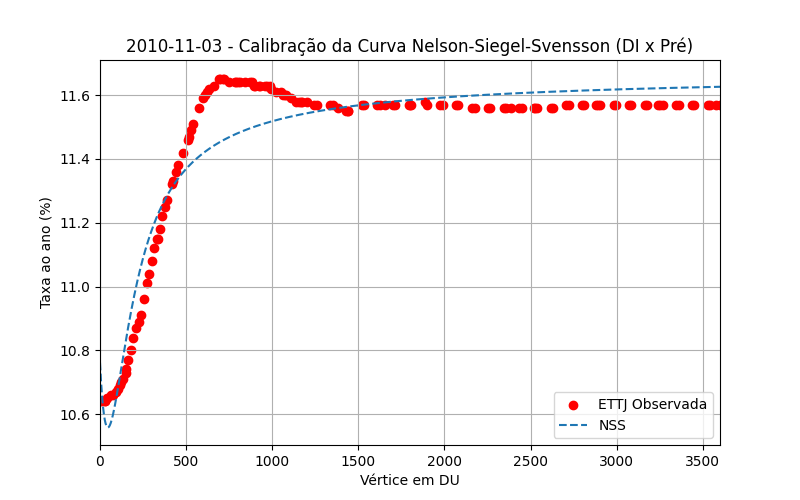 2010-11-03 - Calibração da Curva Nelson-Siegel-Svensson (DI x Pré)
Taxa ao ano (%)
11.6
11.4
11.2
11.0
10.8
10.6
ETTJ Observada
NSS
0 500 1000 1500 2000 2500 3000 3500
Vértice em DU